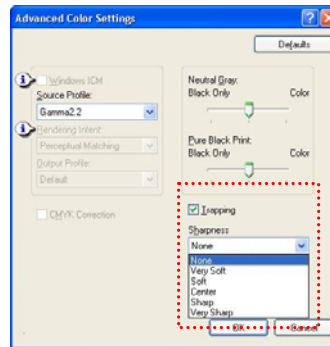 Advanced Color Settings
Defaults
Windows ICM
Source Profile:
Gamma2.2
Rendering Intent:
Perceptual Matching
Output Profile:
Default
CMYK Correction
Neutral Gray:
Black Only Color
Pure Black Print:
Black Only Color
Trapping
Sharpness
None
None
Very Soft
Soft
Center
Sharp
Very Sharp
OK Cancel